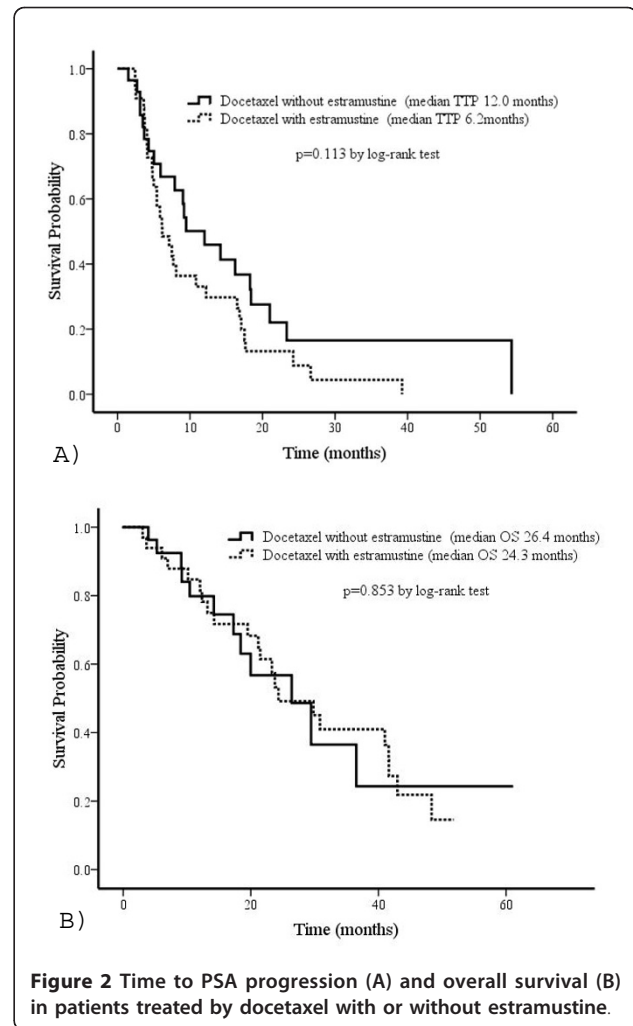 1.0
0.8
0.6
0.4
0.2
0.0
Survival Probability
Docetaxel without estramustine (median TTP 12.0 months)
Docetaxel with estramustine (median TTP 6.2months)
p=0.113 by log-rank test
0 10 20 30 40 50 60
Time (months)
A)
1.0
0.8
0.6
0.4
0.2
0.0
Survival Probability
Docetaxel without estramustine (median OS 26.4 months)
Docetaxel with estramustine (median OS 24.3 months)
p=0.853 by log-rank test
0 20 40 60
Time (months)
B)
Figure 2 Time to PSA progression (A) and overall survival (B)
in patients treated by docetaxel with or without estramustine.